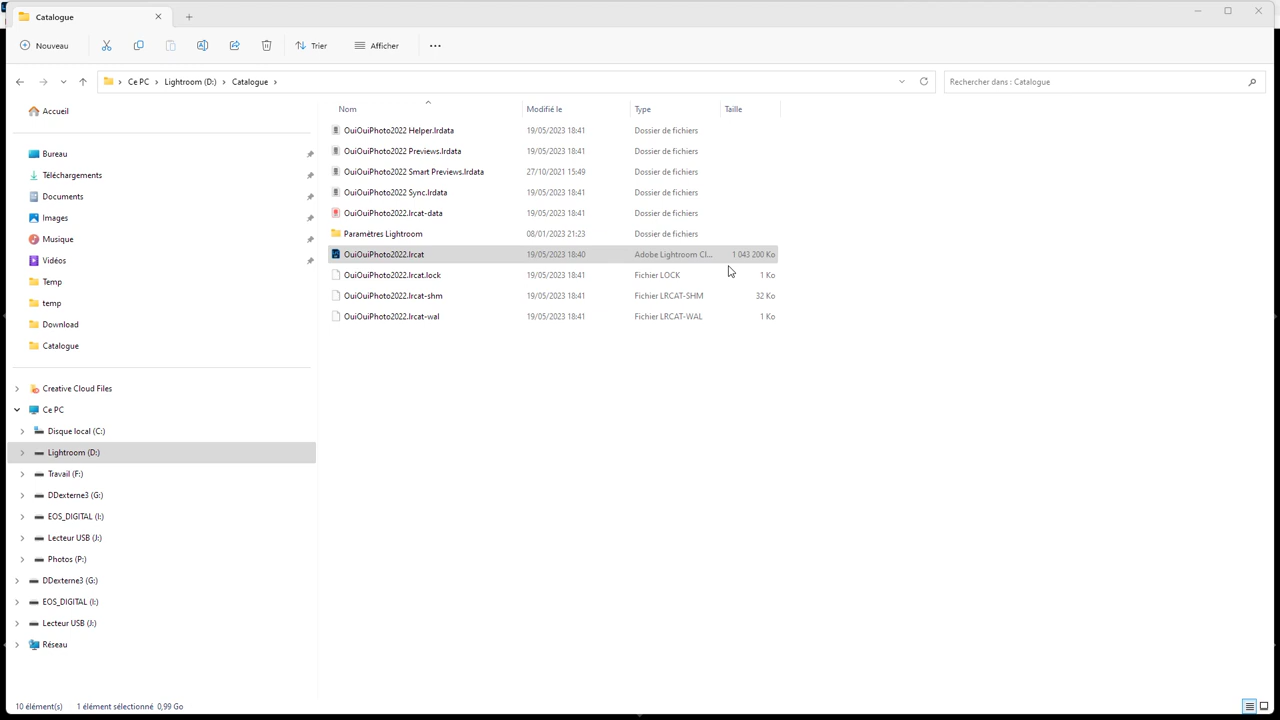 Catalogue
Nouveau Trier Afficher
Ce PC > Lightroom (D:) > Catalogue >
Rechercher dans : Catalogue
Accueil
Bureau
Téléchargements
Documents
Images
Musique
Vidéos
Temp
temp
Download
Catalogue
Creative Cloud Files
Ce PC
Disque local (C:)
Lightroom (D:)
Travail (F:)
DDexterne3 (G:)
EOS_DIGITAL (I:)
Lecteur USB (J:)
Photos (P:)
DDexterne3 (G:)
EOS_DIGITAL (I:)
Lecteur USB (J:)
Réseau
Nom Modifié le Type Taille
OuiOuiPhoto2022 Helper.lrdata 19/05/2023 18:41 Dossier de fichiers
OuiOuiPhoto2022 Previews.lrdata 19/05/2023 18:41 Dossier de fichiers
OuiOuiPhoto2022 Smart Previews.lrdata 27/10/2021 15:49 Dossier de fichiers
OuiOuiPhoto2022 Sync.lrdata 19/05/2023 18:41 Dossier de fichiers
OuiOuiPhoto2022.lrcat-data 19/05/2023 18:41 Dossier de fichiers
Paramètres Lightroom 08/01/2023 21:23 Dossier de fichiers
OuiOuiPhoto2022.lrcat 19/05/2023 18:40 Adobe Lightroom Cl... 1 043 200 Ko
OuiOuiPhoto2022.lrcat.lock 19/05/2023 18:41 Fichier LOCK 1 Ko
OuiOuiPhoto2022.lrcat-shm 19/05/2023 18:41 Fichier LRCAT-SHM 32 Ko
OuiOuiPhoto2022.lrcat-wal 19/05/2023 18:41 Fichier LRCAT-WAL 1 Ko
10 élément(s) 1 élément sélectionné 0,99 Go